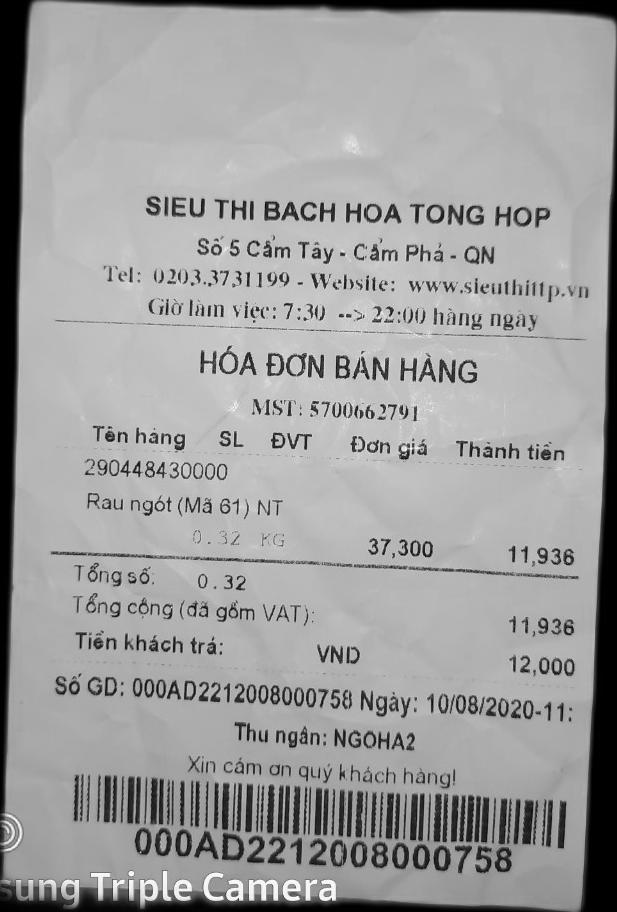 SIEU THI BACH HOA TONG HOP
Số 5 Cẩm Tây - Cẩm Phả - QN
Tel: 0203.3731199 - Website: www.sieuthittp.vn
Giờ làm việc: 7:30 --> 22:00 hàng ngày
HÓA ĐƠN BÁN HÀNG
MST: 5700662791
Tên hàng SL ĐVT Đơn giá Thành tiền
290448430000
Rau ngót (Mã 61) NT
0.32 KG 37,300 11,936
Tổng số: 0.32
Tổng cộng (đã gồm VAT): 11,936
Tiền khách trả: VND 12,000
Số GD: 000AD2212008000758 Ngày: 10/08/2020-11:
Thu ngân: NGOHA2
Xin cảm ơn quý khách hàng!
000AD2212008000758
sung Triple Camera